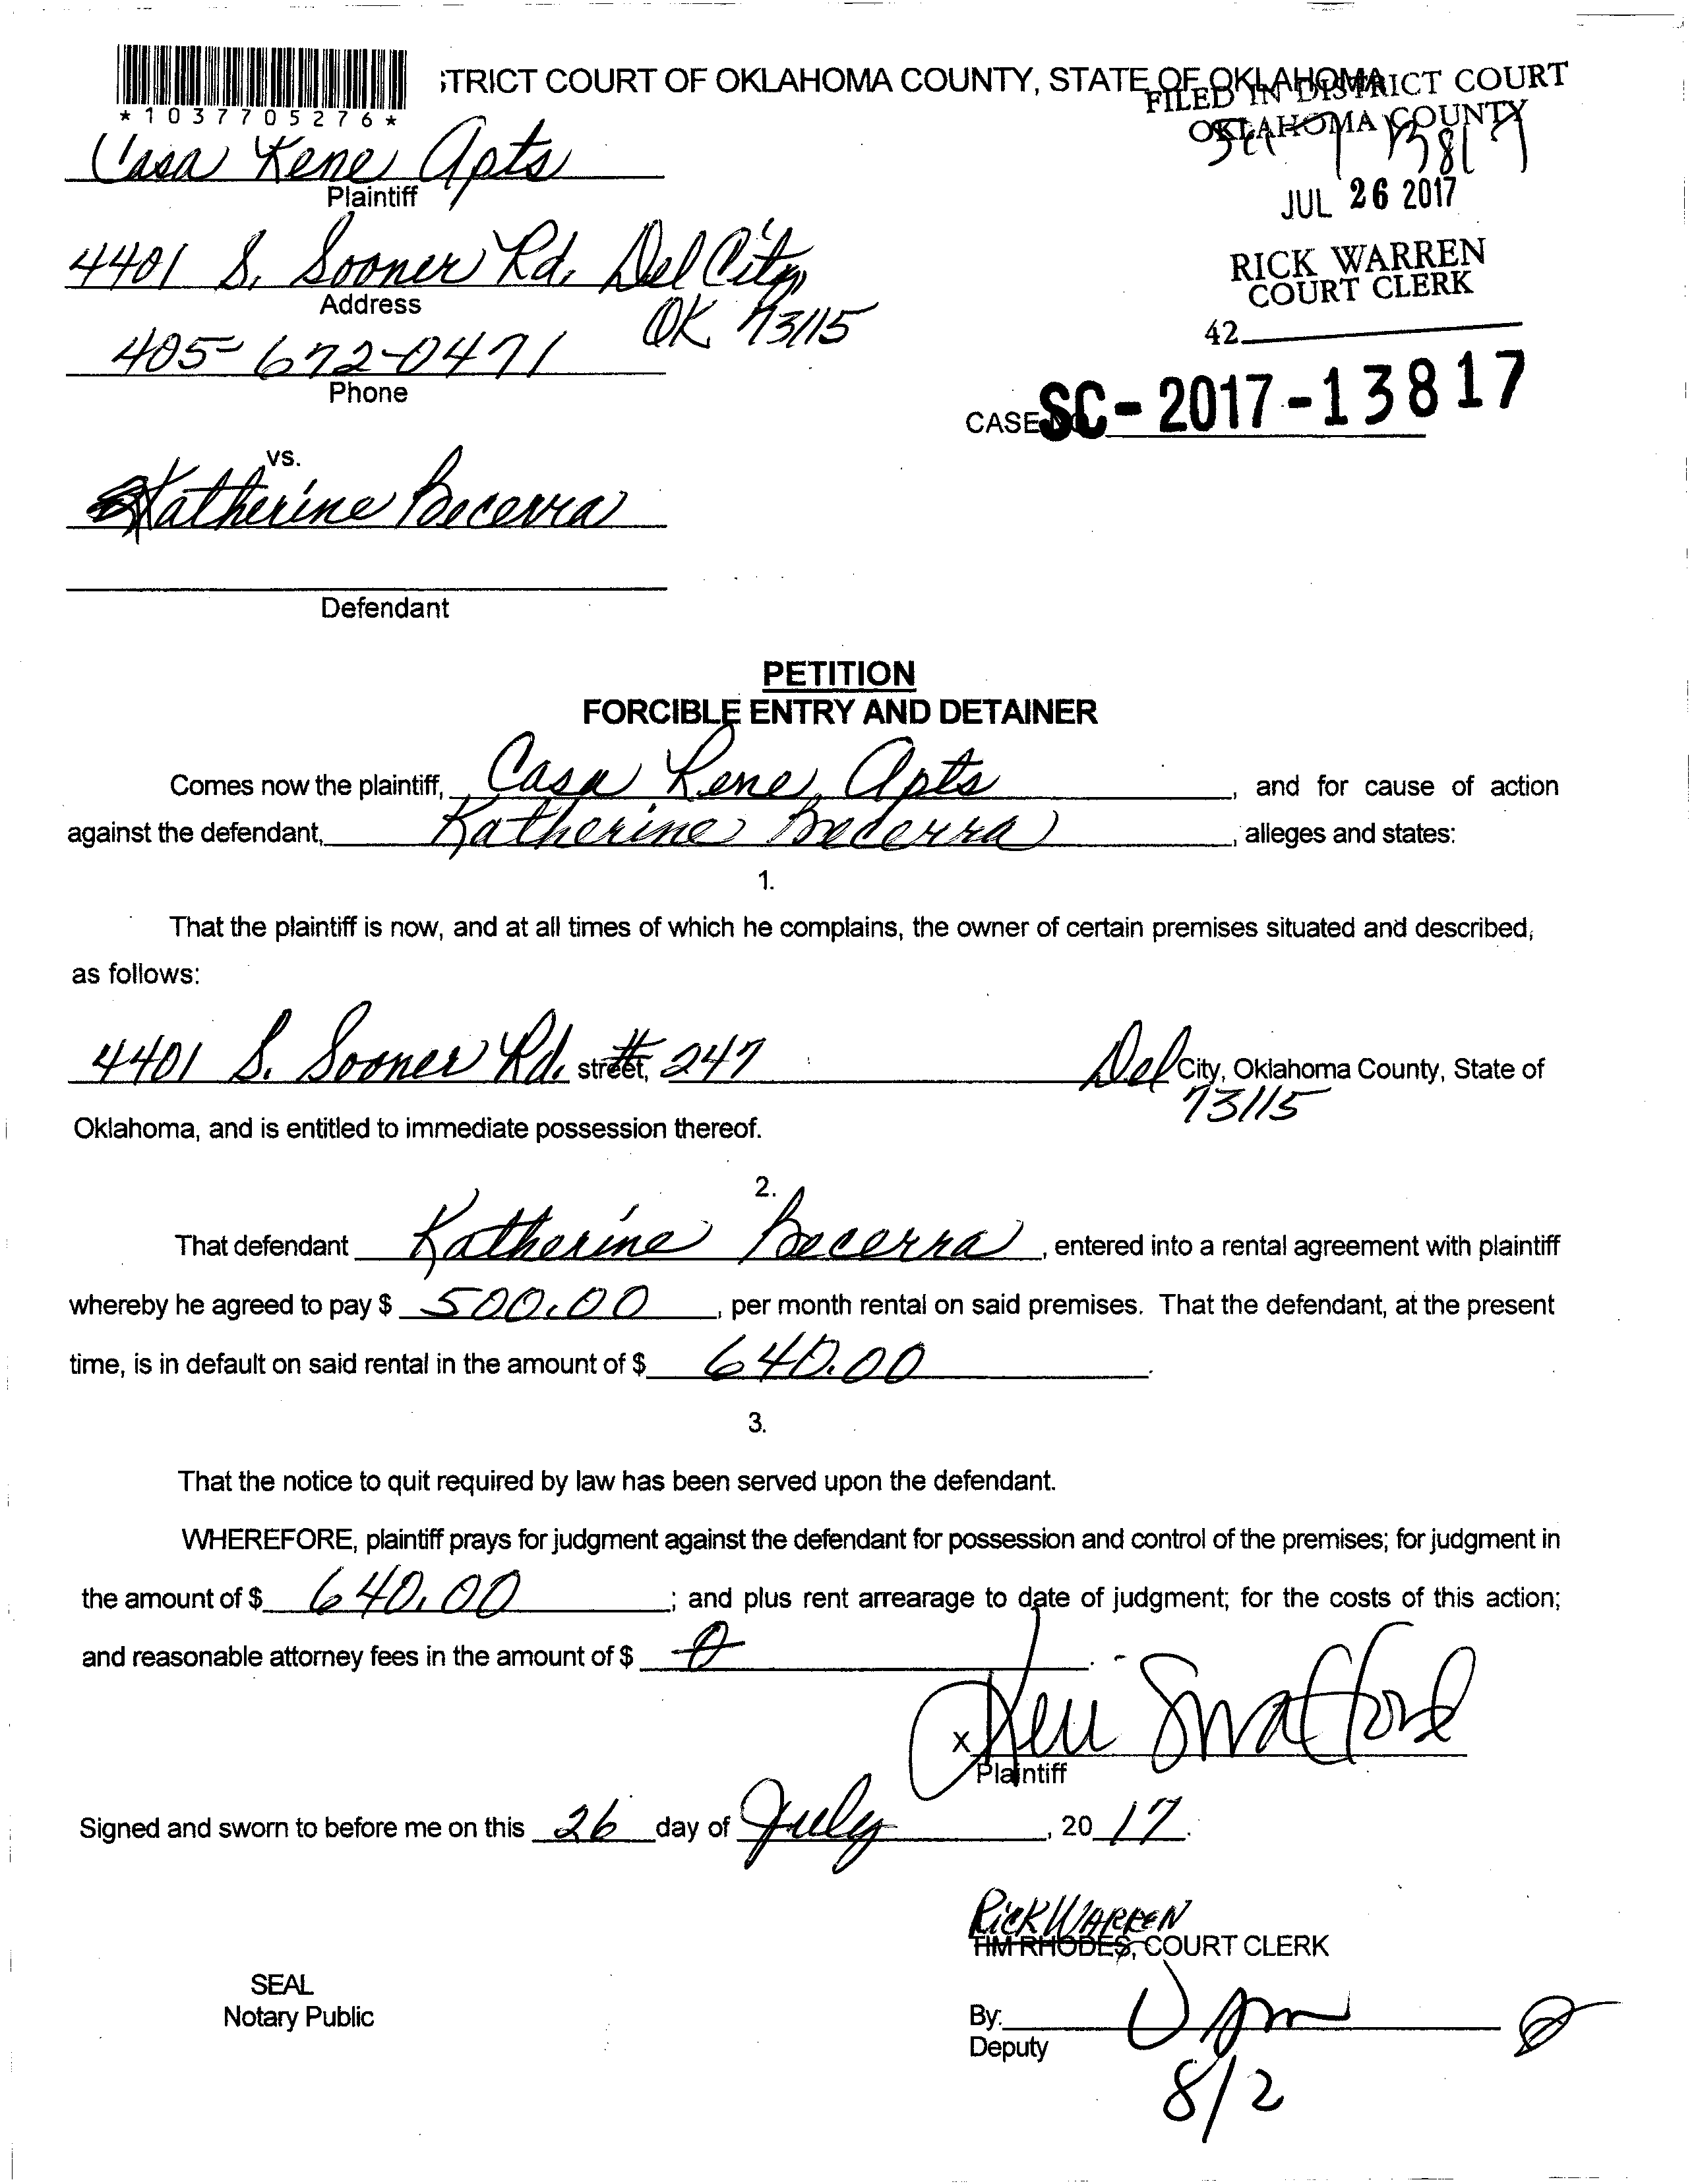 ;TRICT COURT OF OKLAHOMA COUNTY, STATE OF OKLAHOMA
FILED IN DISTRICT COURT
OKLAHOMA COUNTY
*1037705276*
Casa Rene Apts
Plaintiff
JUL 26 2017
4401 S. Sooner Rd. Del City
OK 73115
Address
RICK WARREN
COURT CLERK
405-672-0471
Phone
42
CASE SC-2017-13817
vs.
Katherine Becerra
Defendant
PETITION
FORCIBLE ENTRY AND DETAINER
Comes now the plaintiff, Casa Rene Apts, and for cause of action
against the defendant, Katherine Becerra, alleges and states:
1.
That the plaintiff is now, and at all times of which he complains, the owner of certain premises situated and described,
as follows:
4401 S. Sooner Rd. street, # 247 Del City, Oklahoma County, State of
73115
Oklahoma, and is entitled to immediate possession thereof.
2.
That defendant Katherine Becerra, entered into a rental agreement with plaintiff
whereby he agreed to pay $ 500.00, per month rental on said premises. That the defendant, at the present
time, is in default on said rental in the amount of $ 640.00.
3.
That the notice to quit required by law has been served upon the defendant.
WHEREFORE, plaintiff prays for judgment against the defendant for possession and control of the premises; for judgment in
the amount of $ 640.00; and plus rent arrearage to date of judgment; for the costs of this action;
and reasonable attorney fees in the amount of $ 0.
x Swafford
Plaintiff
Signed and sworn to before me on this 26 day of July, 20 17.
Rick WARREN
TIM RHODES, COURT CLERK
SEAL
Notary Public
By:
Deputy
8/2